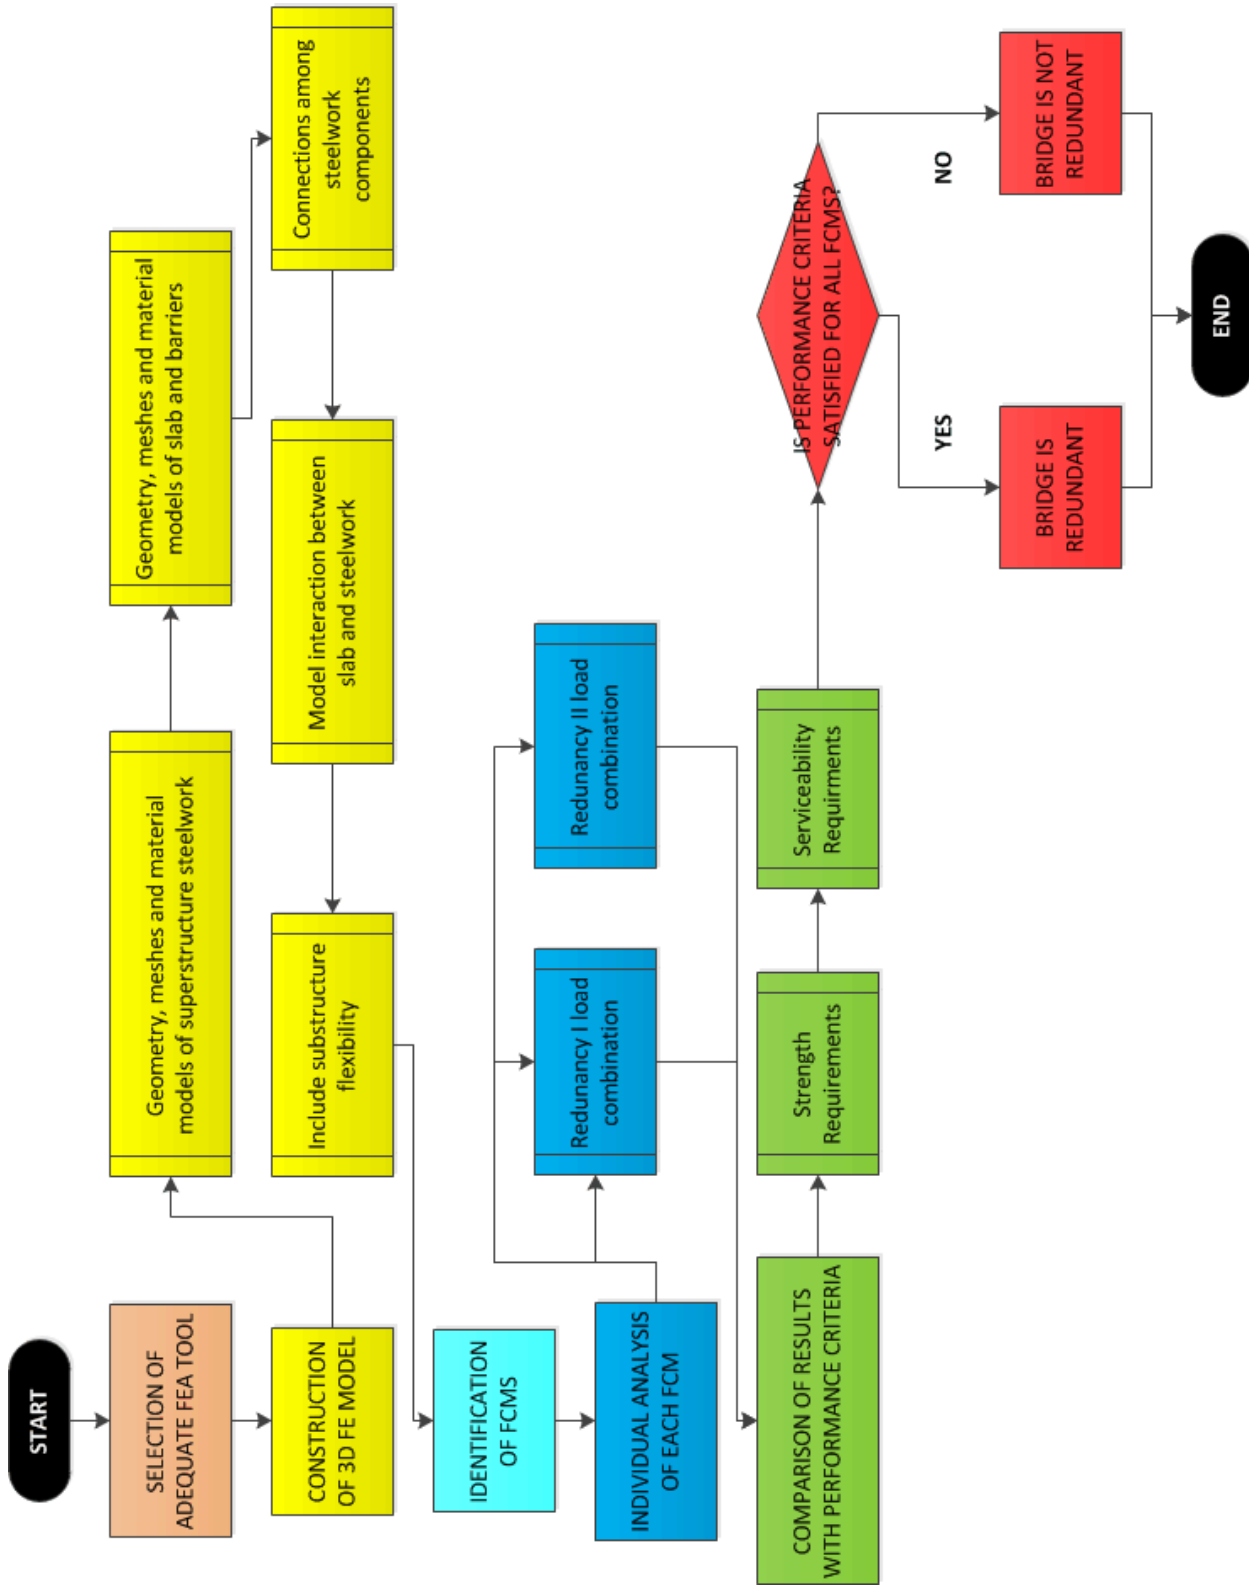 START
SELECTION OF
ADEQUATE FEA TOOL
CONSTRUCTION
OF 3D FE MODEL
Geometry, meshes and material
models of superstructure steelwork
Geometry, meshes and material
models of slab and barriers
Connections among
steelwork
components
Model interaction between
slab and steelwork
Include substructure
flexibility
IDENTIFICATION
OF FCMS
INDIVIDUAL ANALYSIS
OF EACH FCM
Redunancy I load
combination
Redunancy II load
combination
COMPARISON OF RESULTS
WITH PERFORMANCE CRITERIA
Strength
Requirements
Serviceability
Requirments
IS PERFORMANCE CRITERIA
SATISFIED FOR ALL FCMS?
YES
NO
BRIDGE IS
REDUNDANT
BRIDGE IS NOT
REDUNDANT
END